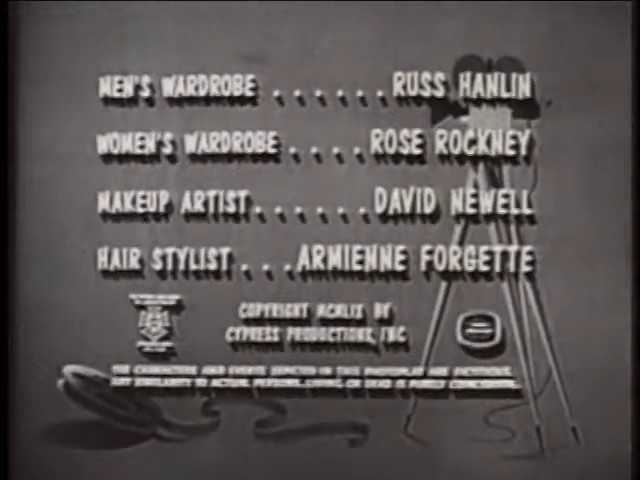 MEN'S WARDROBE ...... RUSS HANLIN
WOMEN'S WARDROBE .... ROSE ROCKNEY
MAKEUP ARTIST ...... DAVID NEWELL
HAIR STYLIST ... ARMIENNE FORGETTE
COPYRIGHT MCMLIX BY
CYPRESS PRODUCTIONS, INC.
THE CHARACTERS AND EVENTS DEPICTED IN THIS PHOTOPLAY ARE FICTITIOUS.
ANY SIMILARITY TO ACTUAL PERSONS, LIVING OR DEAD IS PURELY COINCIDENTAL.